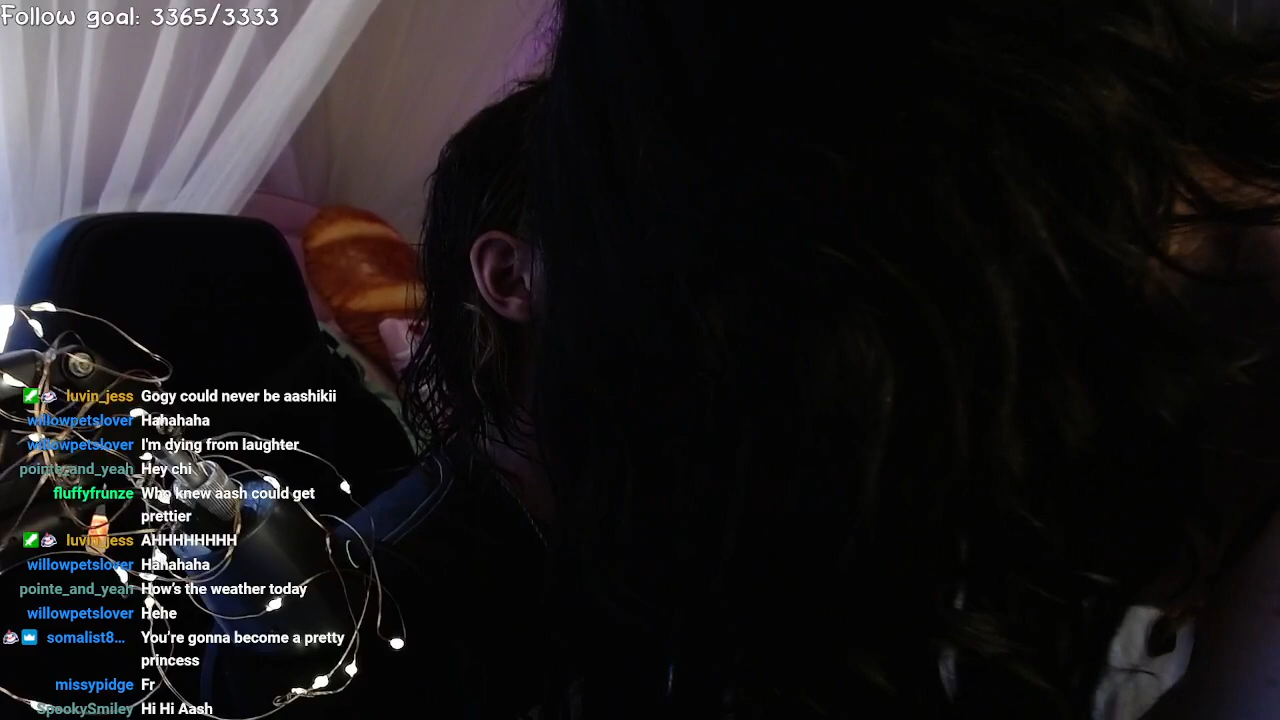 Follow goal: 3365/3333
luvin_jess Gogy could never be aashikii
willowpetslover Hahahaha
willowpetslover I'm dying from laughter
pointe_and_yeah Hey chi
fluffyfrunze Who knew aash could get
prettier
luvin_jess AHHHHHHHH
willowpetslover Hahahaha
pointe_and_yeah How's the weather today
willowpetslover Hehe
somalist8... You're gonna become a pretty
princess
missypidge Fr
SpookySmiley Hi Hi Aash